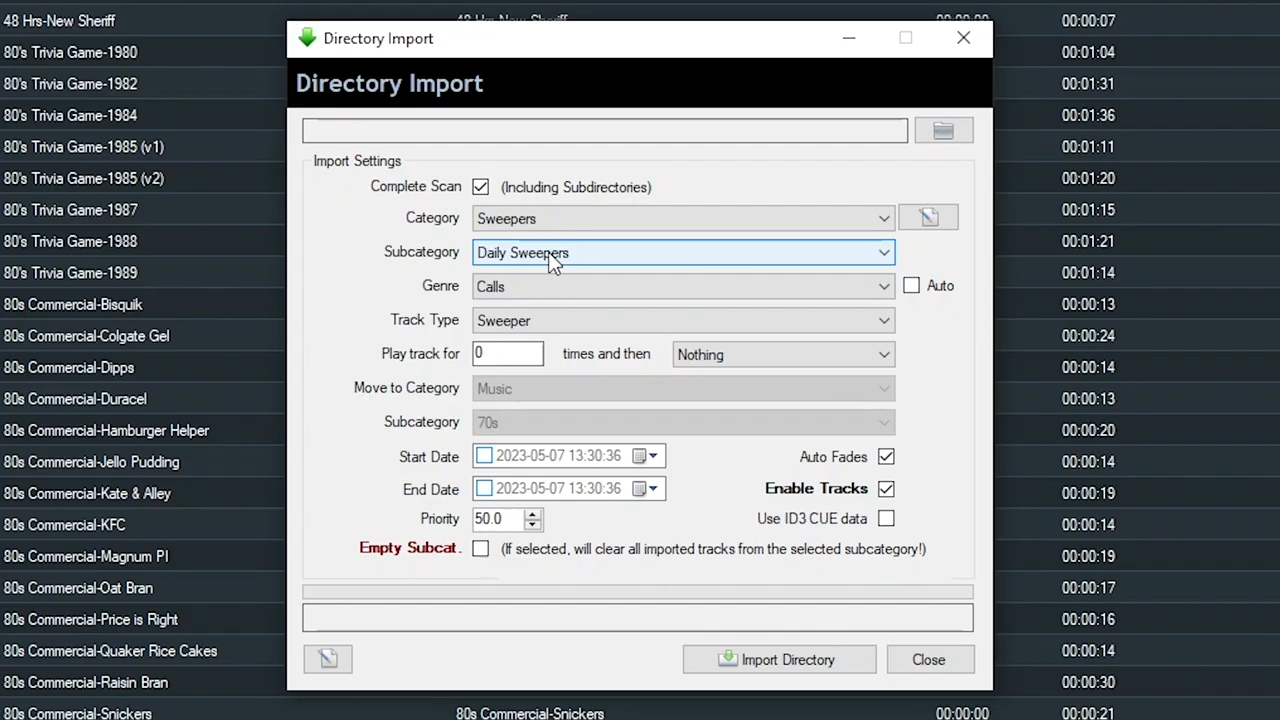 48 Hrs-New Sheriff 48 Hrs-New Sheriff 00:00:00 00:00:07
Directory Import
80's Trivia Game-1980 00:01:04
80's Trivia Game-1982 00:01:31
Directory Import
80's Trivia Game-1984 00:01:36
80's Trivia Game-1985 (v1) 00:01:11
Import Settings
80's Trivia Game-1985 (v2) 00:01:20
Complete Scan (Including Subdirectories)
80's Trivia Game-1987 00:01:15
Category Sweepers
80's Trivia Game-1988 00:01:21
Subcategory Daily Sweepers
80's Trivia Game-1989 00:01:14
Genre Calls Auto
80s Commercial-Bisquik 00:00:13
Track Type Sweeper
80s Commercial-Colgate Gel 00:00:24
Play track for 0 times and then Nothing
80s Commercial-Dipps 00:00:14
Move to Category Music
80s Commercial-Duracel 00:00:13
Subcategory 70s
80s Commercial-Hamburger Helper 00:00:20
Start Date 2023-05-07 13:30:36 Auto Fades
80s Commercial-Jello Pudding 00:00:14
End Date 2023-05-07 13:30:36 Enable Tracks
80s Commercial-Kate & Alley 00:00:19
Priority 50.0 Use ID3 CUE data
80s Commercial-KFC 00:00:14
Empty Subcat. (If selected, will clear all imported tracks from the selected subcategory!)
80s Commercial-Magnum PI 00:00:19
80s Commercial-Oat Bran 00:00:17
80s Commercial-Price is Right 00:00:16
80s Commercial-Quaker Rice Cakes 00:00:14
Import Directory Close
80s Commercial-Raisin Bran 00:00:30
80s Commercial-Snickers 80s Commercial-Snickers 00:00:00 00:00:21